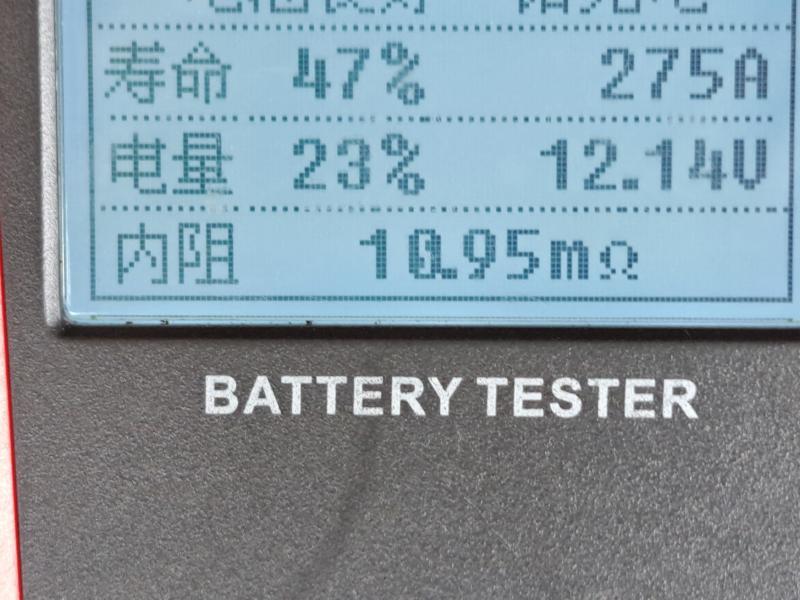 寿命 47% 275A
电量 23% 12.14V
内阻 10.95mΩ
BATTERY TESTER